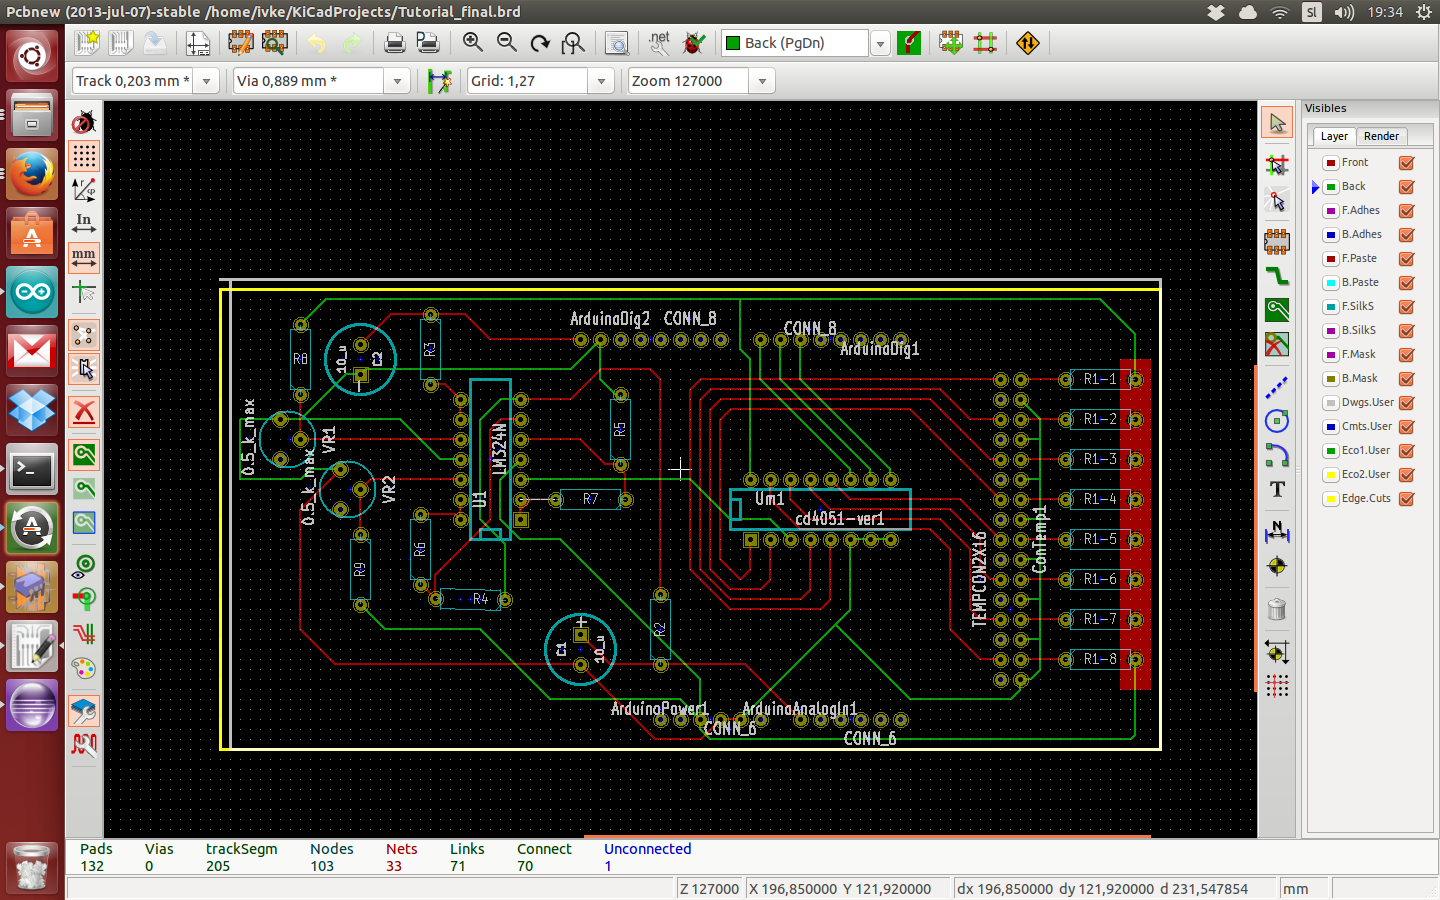 Pcbnew (2013-jul-07)-stable /home/ivke/KiCadProjects/Tutorial_final.brd
Sl
19:34
.net
Back (PgDn)
Track 0,203 mm *
Via 0,889 mm *
Grid: 1,27
Zoom 127000
Visibles
Layer
Render
In
mm
Front
Back
F.Adhes
B.Adhes
F.Paste
B.Paste
F.SilkS
B.SilkS
F.Mask
B.Mask
Dwgs.User
Cmts.User
Eco1.User
Eco2.User
Edge.Cuts
T
N
ArduinoDig2 CONN_8
CONN_8
ArduinoDig1
R8
10_u
C2
R3
R1-1
R1-2
R1-3
R1-4
R1-5
R1-6
R1-7
R1-8
0.5_k_max
VR1
LM324N
R5
0.5_k_max
VR2
U1
R7
Um1
cd4051-ver1
ConTemp1
TEMPCON2X16
R6
R9
R4
C1
10_u
R2
ArduinoPower1
ArduinoAnalogIn1
CONN_6
CONN_6
Pads Vias trackSegm Nodes Nets Links Connect Unconnected
132 0 205 103 33 71 70 1
Z 127000 X 196,850000 Y 121,920000 dx 196,850000 dy 121,920000 d 231,547854 mm